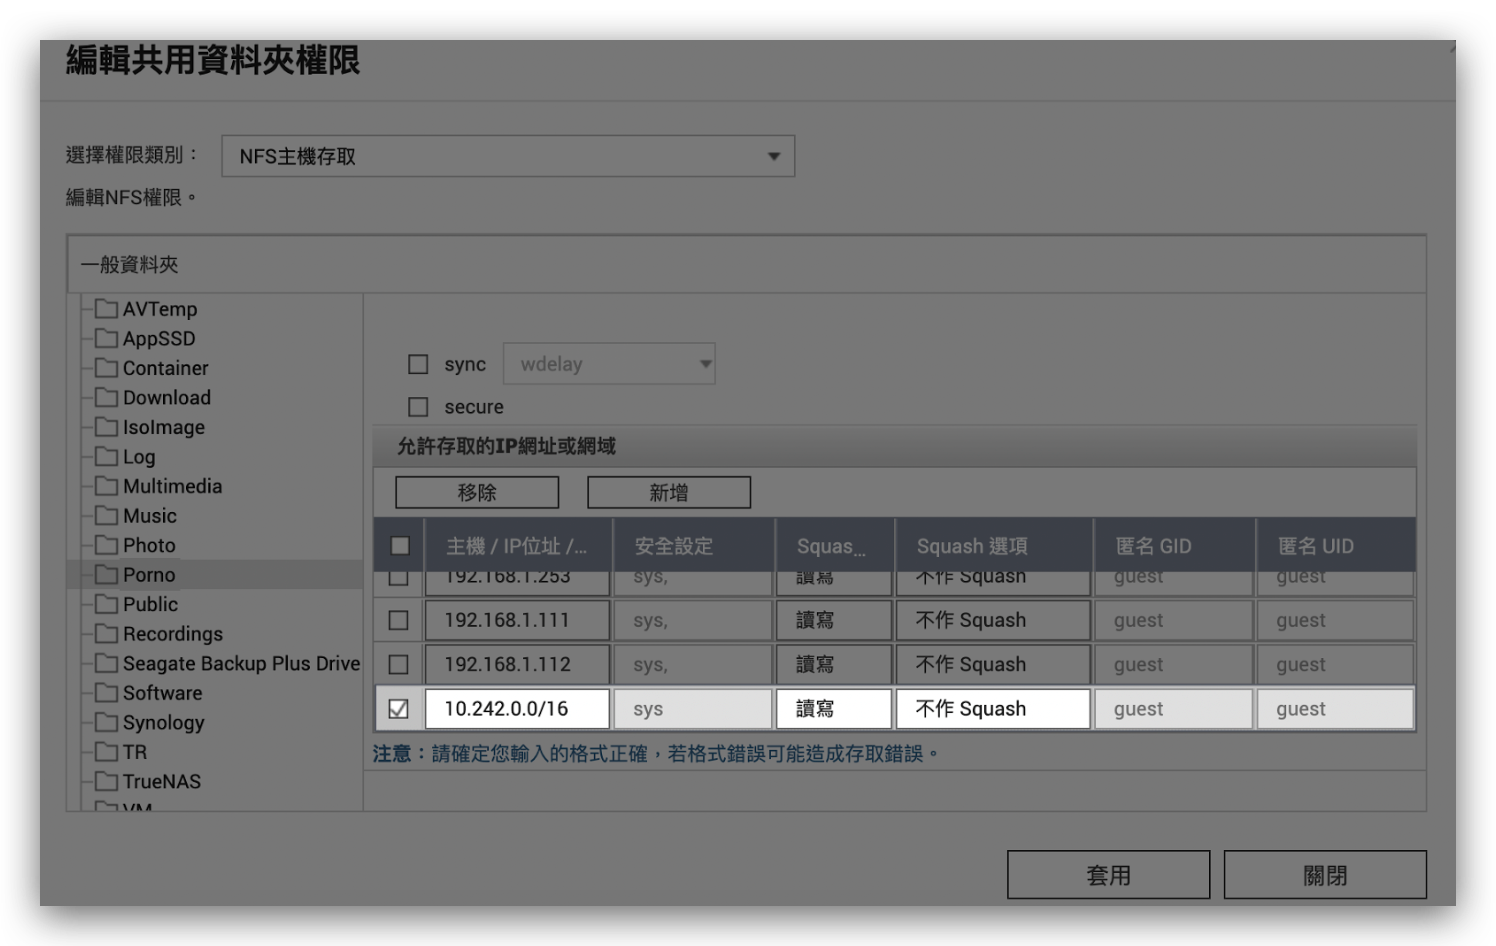 編輯共用資料夾權限
選擇權限類別： NFS主機存取
編輯NFS權限。
一般資料夾
AVTemp
AppSSD
Container
Download
IsoImage
Log
Multimedia
Music
Photo
Porno
Public
Recordings
Seagate Backup Plus Drive
Software
Synology
TR
TrueNAS
VM
sync wdelay
secure
允許存取的IP網址或網域
移除 新增
主機 / IP位址 /... 安全設定 Squas... Squash 選項 匿名 GID 匿名 UID
192.168.1.253 sys, 讀寫 不作 Squash guest guest
192.168.1.111 sys, 讀寫 不作 Squash guest guest
192.168.1.112 sys, 讀寫 不作 Squash guest guest
10.242.0.0/16 sys 讀寫 不作 Squash guest guest
注意：請確定您輸入的格式正確，若格式錯誤可能造成存取錯誤。
套用 關閉